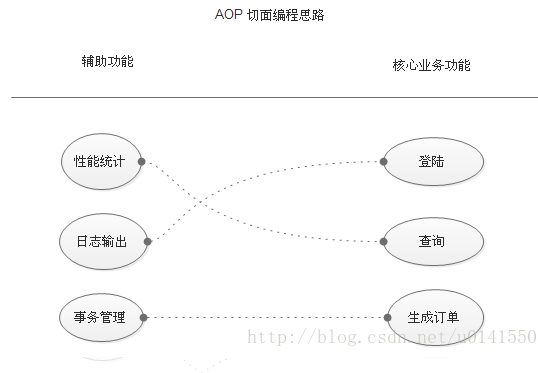 AOP 切面编程思路
辅助功能
核心业务功能
性能统计
登陆
日志输出
查询
事务管理
生成订单
http://blog.csdn.net/u0141550